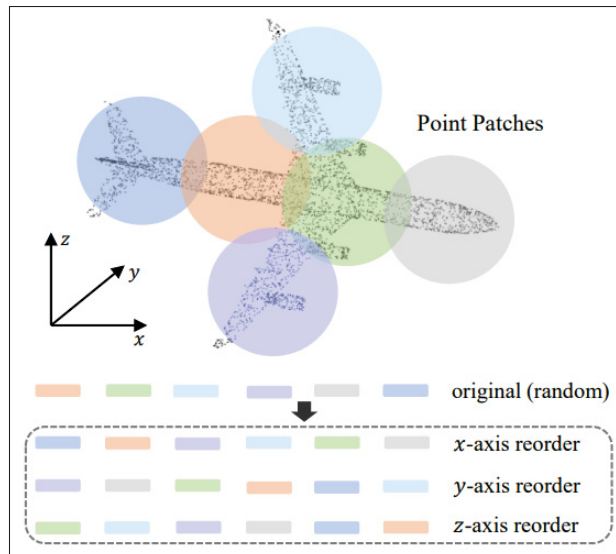 Point Patches
z
y
x
original (random)
x-axis reorder
y-axis reorder
z-axis reorder